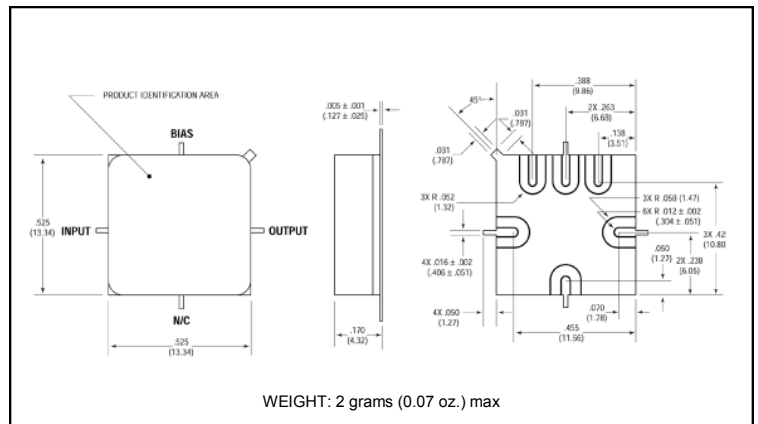 PRODUCT IDENTIFICATION AREA
BIAS
INPUT
OUTPUT
N/C
.525
(13.34)
.525
(13.34)
.005 ± .001
(.127 ± .025)
.170
(4.32)
45°
.031
(.787)
.031
(.787)
.388
(9.86)
2X .263
(6.68)
.138
(3.51)
3X R .052
(1.32)
3X R .058 (1.47)
6X R .012 ± .002
(.304 ± .051)
4X .016 ± .002
(.406 ± .051)
.050
(1.27)
2X .238
(6.05)
3X .42
(10.80
4X .050
(1.27)
.070
(1.78)
.455
(11.56)
WEIGHT: 2 grams (0.07 oz.) max